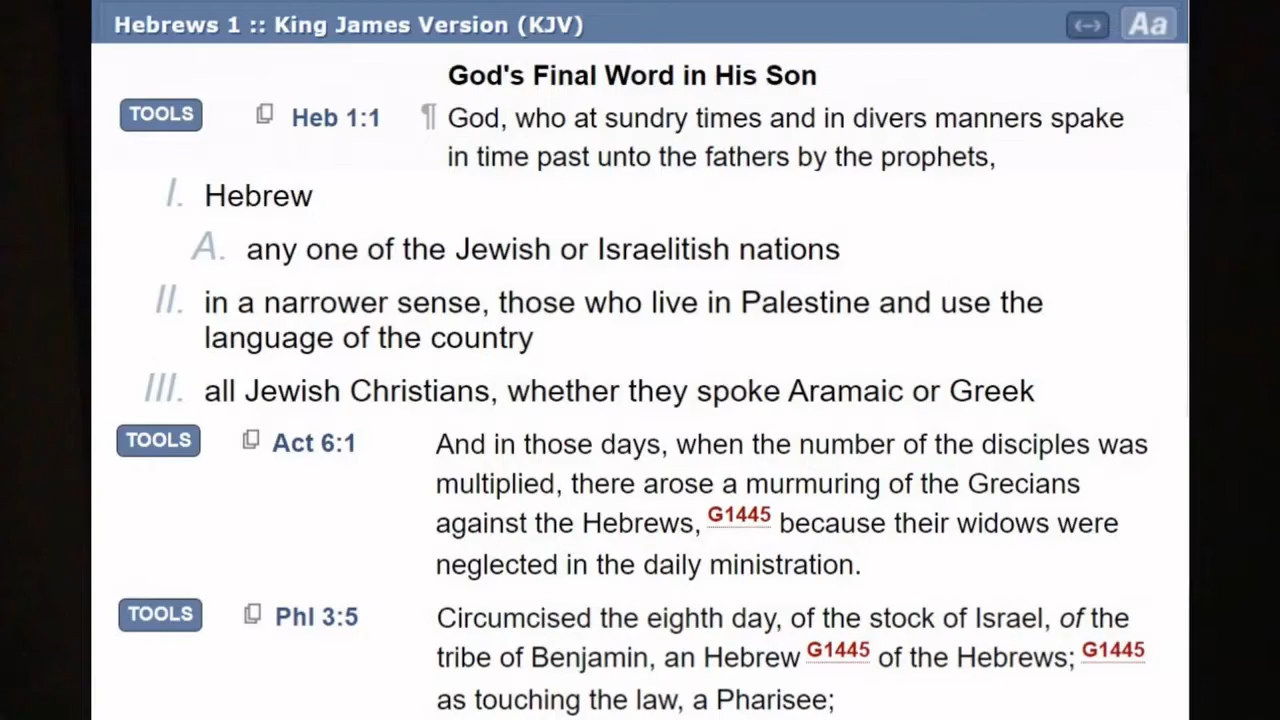 Hebrews 1 :: King James Version (KJV)
Aa
God's Final Word in His Son
TOOLS Heb 1:1 ¶ God, who at sundry times and in divers manners spake
in time past unto the fathers by the prophets,
I. Hebrew
A. any one of the Jewish or Israelitish nations
II. in a narrower sense, those who live in Palestine and use the
language of the country
III. all Jewish Christians, whether they spoke Aramaic or Greek
TOOLS Act 6:1 And in those days, when the number of the disciples was
multiplied, there arose a murmuring of the Grecians
against the Hebrews, G1445 because their widows were
neglected in the daily ministration.
TOOLS Phl 3:5 Circumcised the eighth day, of the stock of Israel, of the
tribe of Benjamin, an Hebrew G1445 of the Hebrews; G1445
as touching the law, a Pharisee;